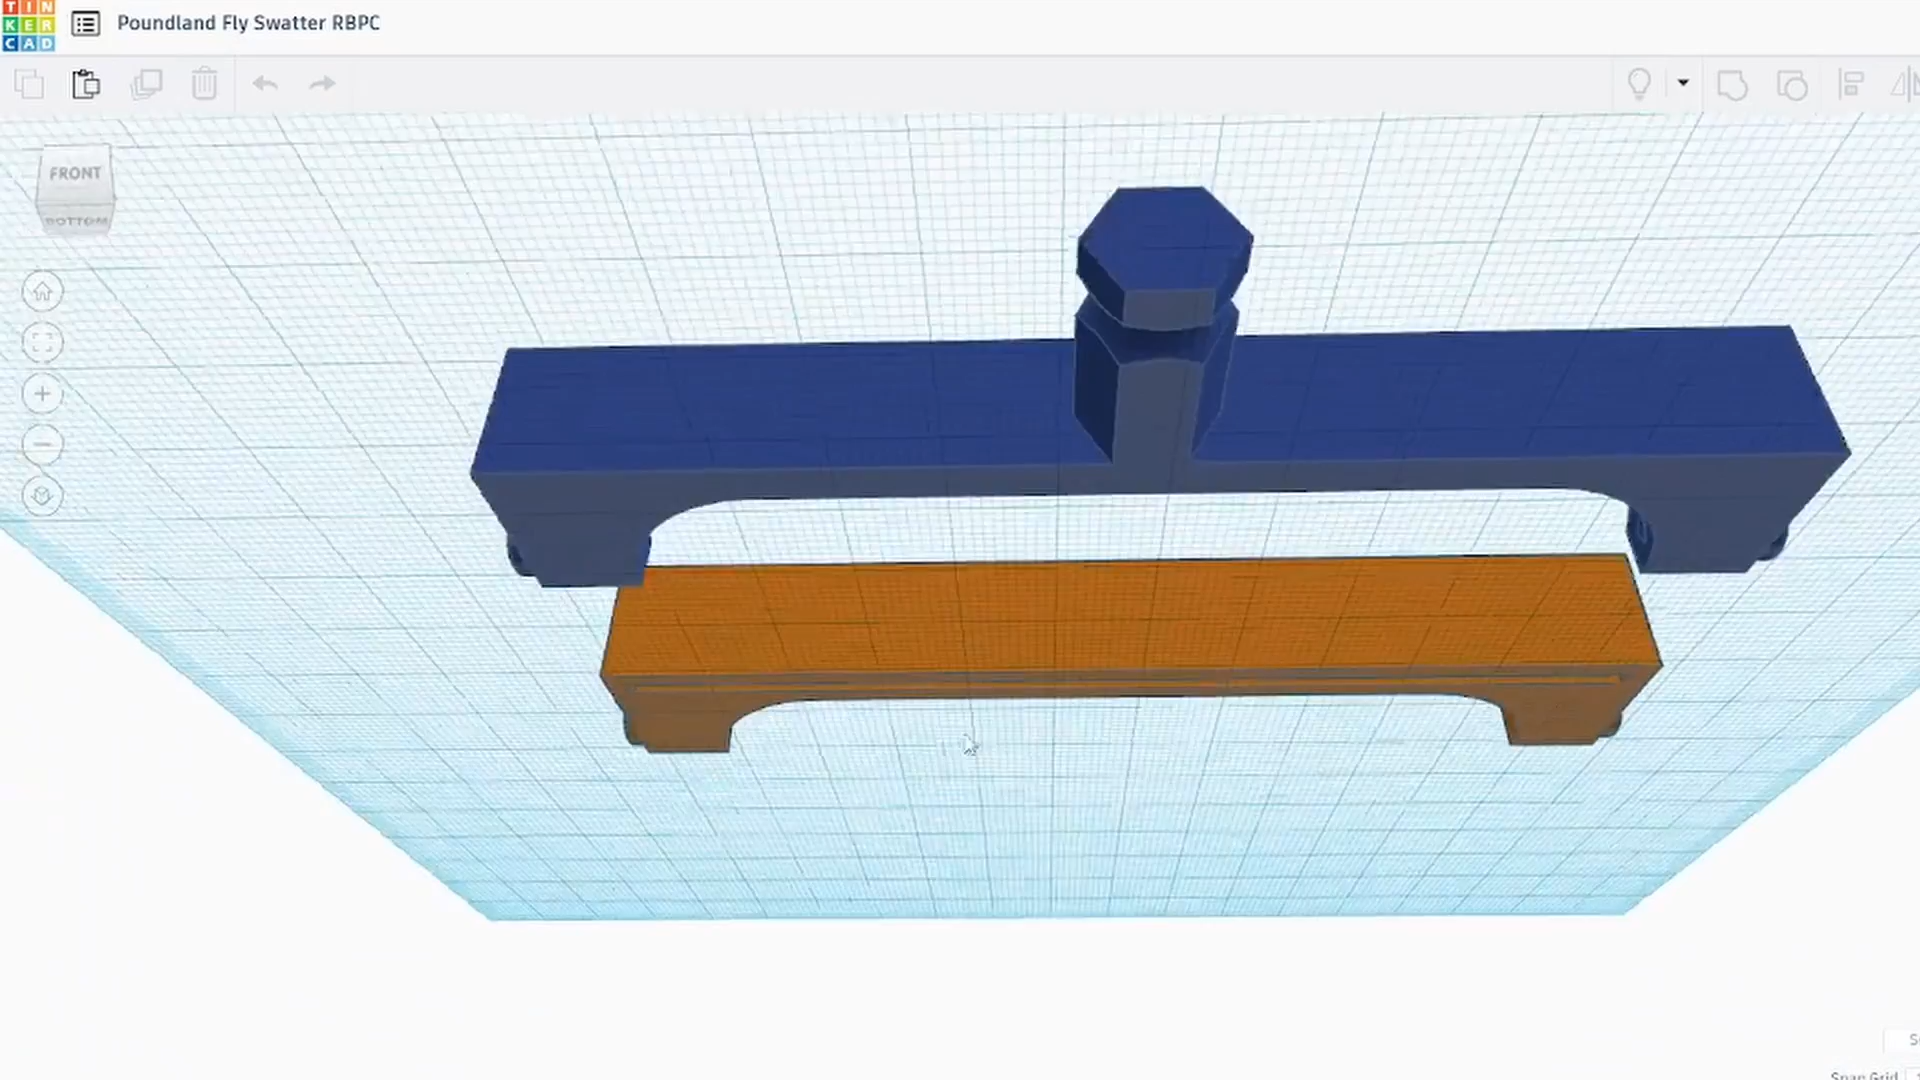 TIN
KER
CAD
Poundland Fly Swatter RBPC
FRONT
BOTTOM
Snap Grid